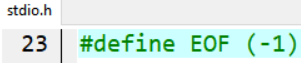 stdio.h
23 #define EOF (-1)